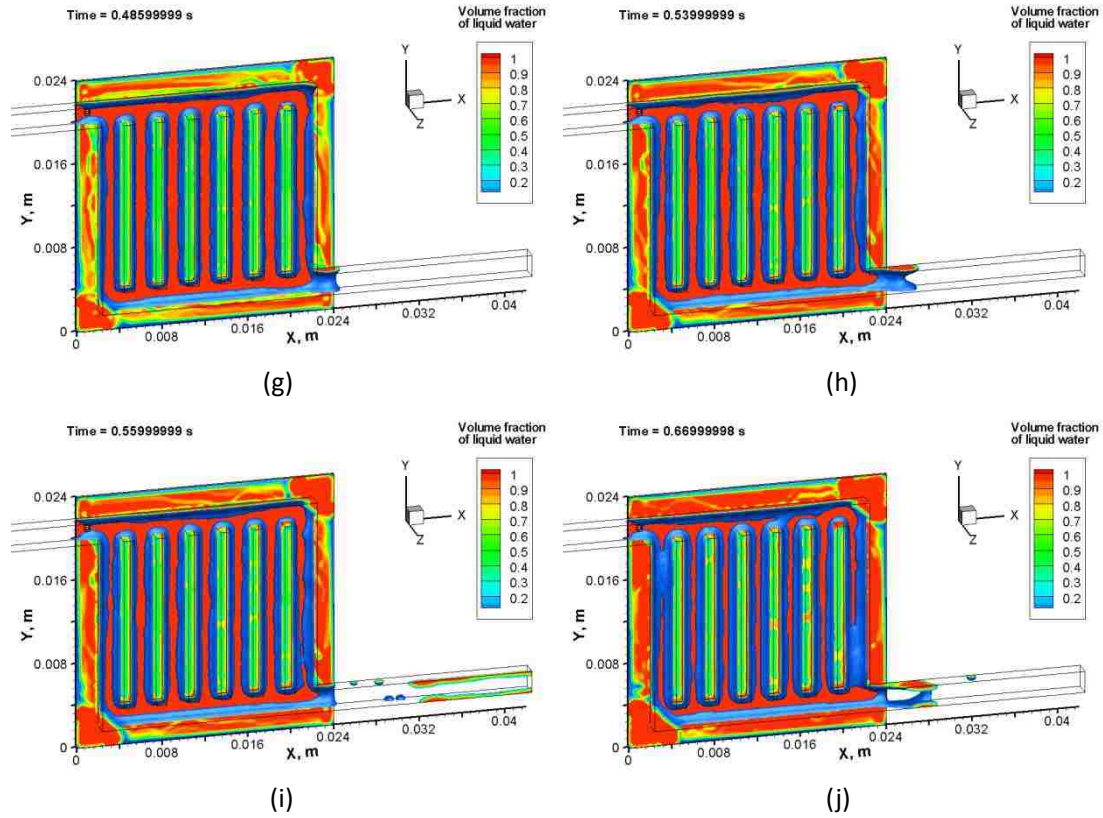 Time = 0.48599999 s
Volume fraction
of liquid water
1
0.9
0.8
0.7
0.6
0.5
0.4
0.3
0.2
Y
X
Z
0.024
0.016
0.008
0
Y, m
0
0.008
0.016
0.024
0.032
0.04
X, m
(g)
Time = 0.53999999 s
Volume fraction
of liquid water
1
0.9
0.8
0.7
0.6
0.5
0.4
0.3
0.2
Y
X
Z
0.024
0.016
0.008
0
Y, m
0
0.008
0.016
0.024
0.032
0.04
X, m
(h)
Time = 0.55999999 s
Volume fraction
of liquid water
1
0.9
0.8
0.7
0.6
0.5
0.4
0.3
0.2
Y
X
Z
0.024
0.016
0.008
0
Y, m
0
0.008
0.016
0.024
0.032
0.04
X, m
(i)
Time = 0.66999998 s
Volume fraction
of liquid water
1
0.9
0.8
0.7
0.6
0.5
0.4
0.3
0.2
Y
X
Z
0.024
0.016
0.008
0
Y, m
0
0.008
0.016
0.024
0.032
0.04
X, m
(j)